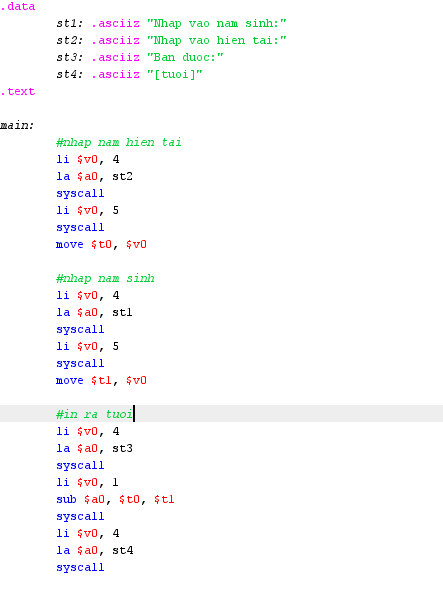 .data
st1: .asciiz "Nhap vao nam sinh:"
st2: .asciiz "Nhap vao hien tai:"
st3: .asciiz "Ban duoc:"
st4: .asciiz "[tuoi]"
.text
main:
#nhap nam hien tai
li $v0, 4
la $a0, st2
syscall
li $v0, 5
syscall
move $t0, $v0
#nhap nam sinh
li $v0, 4
la $a0, st1
syscall
li $v0, 5
syscall
move $t1, $v0
#in ra tuoi
li $v0, 4
la $a0, st3
syscall
li $v0, 1
sub $a0, $t0, $t1
syscall
li $v0, 4
la $a0, st4
syscall